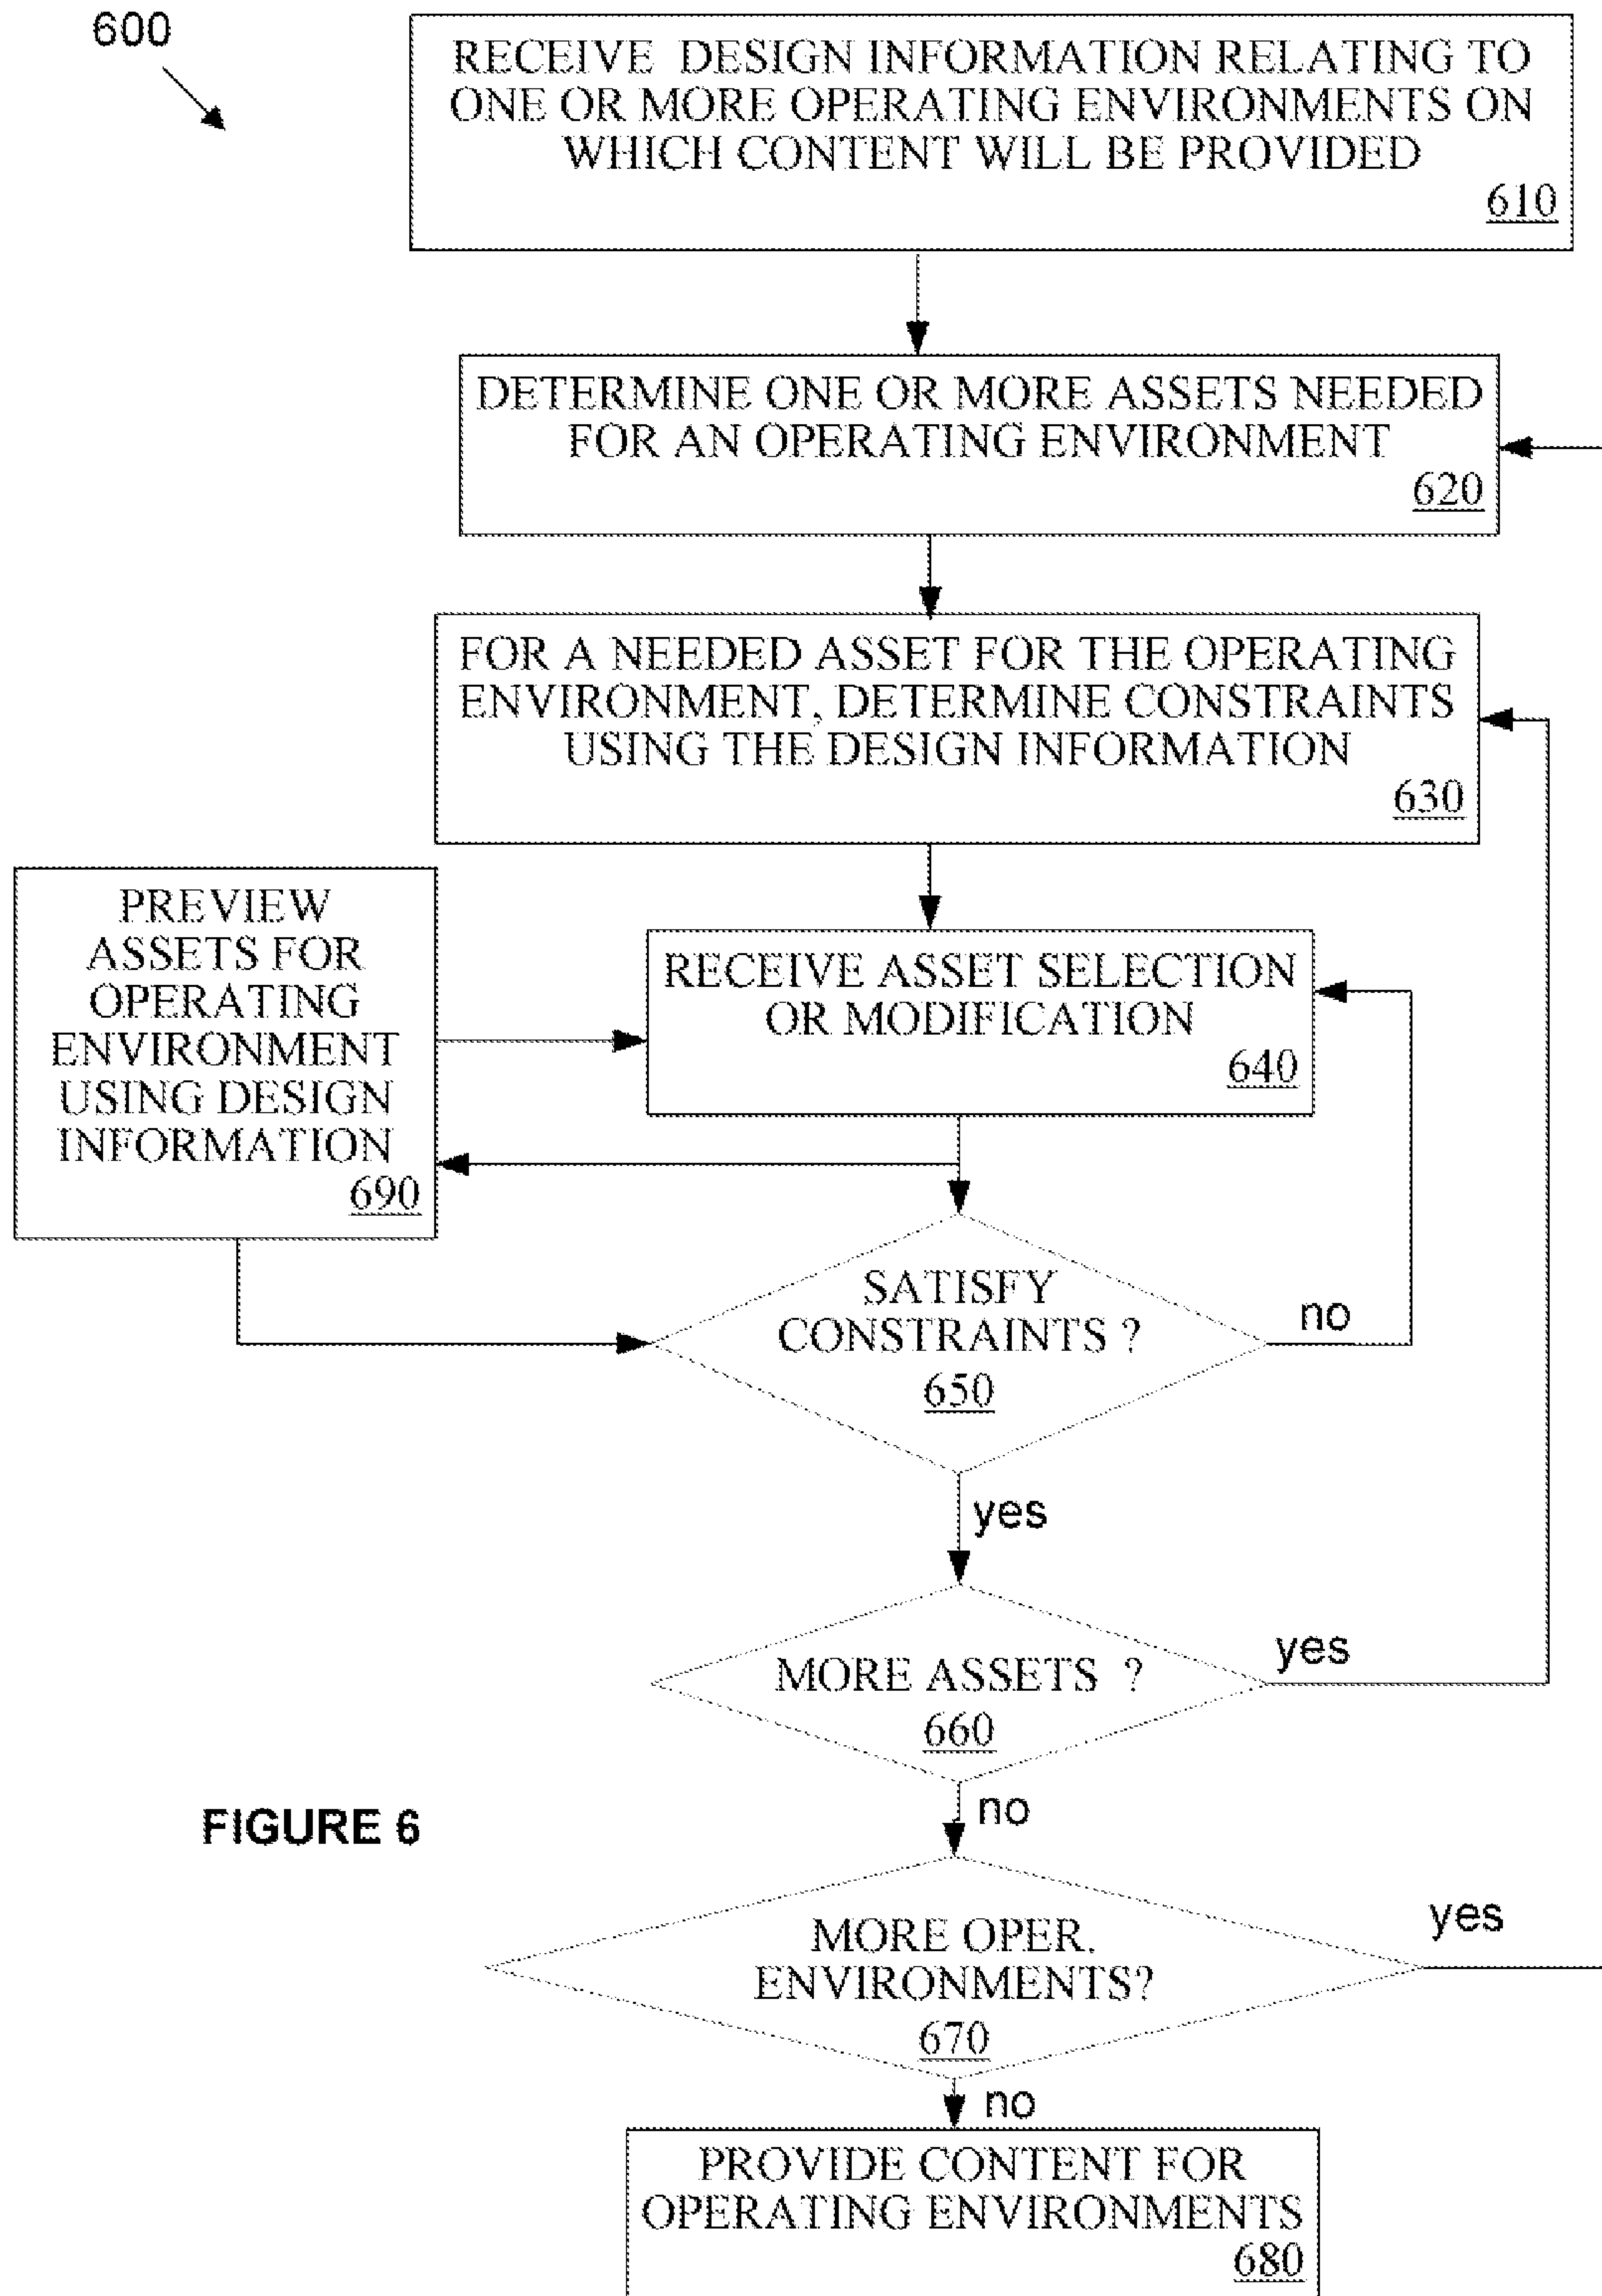 600
RECEIVE DESIGN INFORMATION RELATING TO
ONE OR MORE OPERATING ENVIRONMENTS ON
WHICH CONTENT WILL BE PROVIDED
610
DETERMINE ONE OR MORE ASSETS NEEDED
FOR AN OPERATING ENVIRONMENT
620
FOR A NEEDED ASSET FOR THE OPERATING
ENVIRONMENT, DETERMINE CONSTRAINTS
USING THE DESIGN INFORMATION
630
PREVIEW
ASSETS FOR
OPERATING
ENVIRONMENT
USING DESIGN
INFORMATION
690
RECEIVE ASSET SELECTION
OR MODIFICATION
640
SATISFY
CONSTRAINTS ?
650
no
yes
MORE ASSETS ?
660
yes
no
FIGURE 6
MORE OPER.
ENVIRONMENTS?
670
yes
no
PROVIDE CONTENT FOR
OPERATING ENVIRONMENTS
680